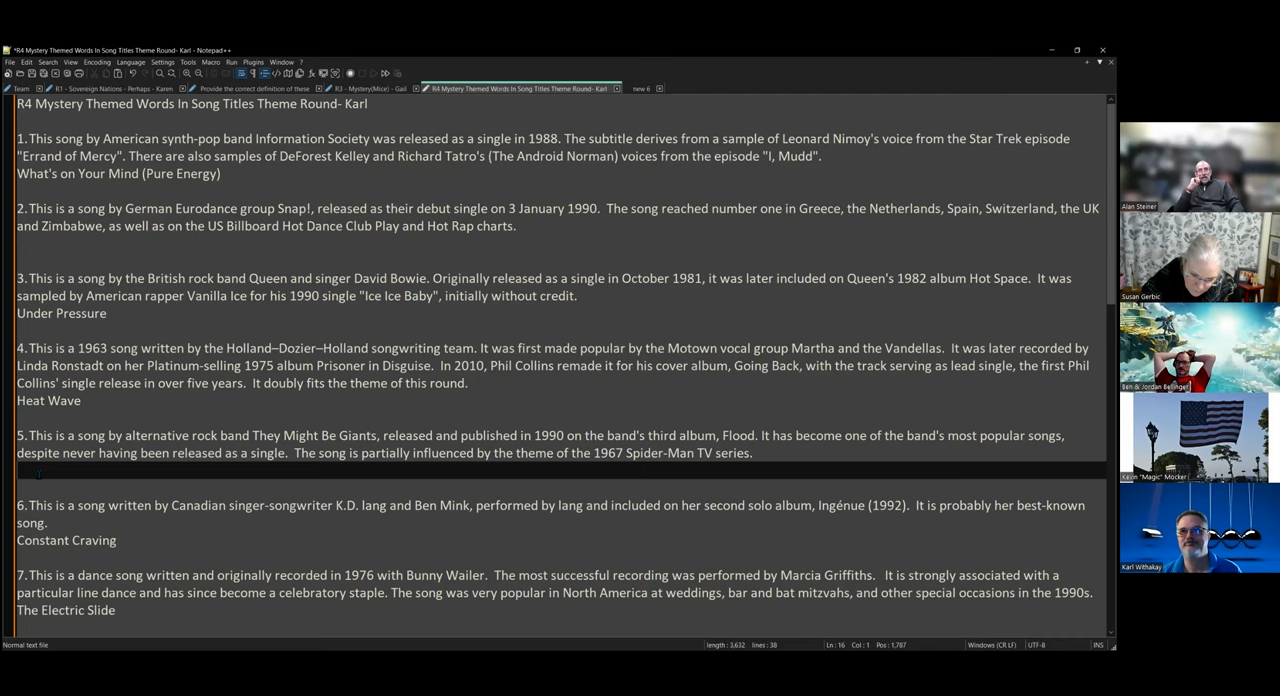 *R4 Mystery Themed Words In Song Titles Theme Round- Karl - Notepad++
File Edit Search View Encoding Language Settings Tools Macro Run Plugins Window ?
Team R1 - Sovereign Nations - Perhaps - Karen Provide the correct definition of these R3 - Mystery(Mice) - Gail R4 Mystery Themed Words In Song Titles Theme Round- Karl new 6
R4 Mystery Themed Words In Song Titles Theme Round- Karl
1.This song by American synth-pop band Information Society was released as a single in 1988. The subtitle derives from a sample of Leonard Nimoy's voice from the Star Trek episode
"Errand of Mercy". There are also samples of DeForest Kelley and Richard Tatro's (The Android Norman) voices from the episode "I, Mudd".
What's on Your Mind (Pure Energy)
2.This is a song by German Eurodance group Snap!, released as their debut single on 3 January 1990. The song reached number one in Greece, the Netherlands, Spain, Switzerland, the UK
and Zimbabwe, as well as on the US Billboard Hot Dance Club Play and Hot Rap charts.
3.This is a song by the British rock band Queen and singer David Bowie. Originally released as a single in October 1981, it was later included on Queen's 1982 album Hot Space. It was
sampled by American rapper Vanilla Ice for his 1990 single "Ice Ice Baby", initially without credit.
Under Pressure
4.This is a 1963 song written by the Holland–Dozier–Holland songwriting team. It was first made popular by the Motown vocal group Martha and the Vandellas. It was later recorded by
Linda Ronstadt on her Platinum-selling 1975 album Prisoner in Disguise. In 2010, Phil Collins remade it for his cover album, Going Back, with the track serving as lead single, the first Phil
Collins' single release in over five years. It doubly fits the theme of this round.
Heat Wave
5.This is a song by alternative rock band They Might Be Giants, released and published in 1990 on the band's third album, Flood. It has become one of the band's most popular songs,
despite never having been released as a single. The song is partially influenced by the theme of the 1967 Spider-Man TV series.
6.This is a song written by Canadian singer-songwriter K.D. lang and Ben Mink, performed by lang and included on her second solo album, Ingénue (1992). It is probably her best-known
song.
Constant Craving
7.This is a dance song written and originally recorded in 1976 with Bunny Wailer. The most successful recording was performed by Marcia Griffiths. It is strongly associated with a
particular line dance and has since become a celebratory staple. The song was very popular in North America at weddings, bar and bat mitzvahs, and other special occasions in the 1990s.
The Electric Slide
Normal text file length : 3,632 lines : 38 Ln : 16 Col : 1 Pos : 1,787 Windows (CR LF) UTF-8 INS
Alan Steiner
Susan Gerbic
Ben & Jordan Bellinger
Kevin "Magic" Mocker
Karl Withakay